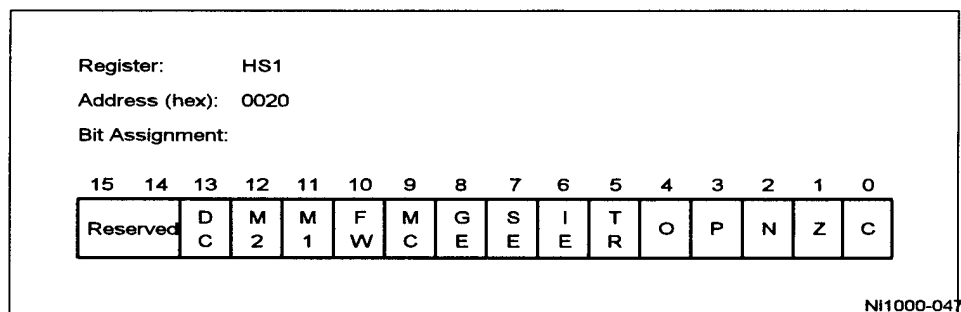 Register: HS1
Address (hex): 0020
Bit Assignment:
15 14 13 12 11 10 9 8 7 6 5 4 3 2 1 0
Reserved D M M F M G S I T O P N Z C
C 2 1 W C E E E R
NI1000-047